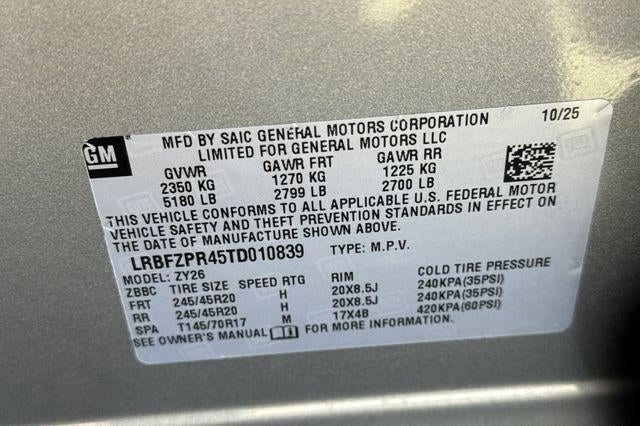 10/25
GM
MFD BY SAIC GENERAL MOTORS CORPORATION
LIMITED FOR GENERAL MOTORS LLC
GVWR GAWR FRT GAWR RR
2350 KG 1270 KG 1225 KG
5180 LB 2799 LB 2700 LB
THIS VEHICLE CONFORMS TO ALL APPLICABLE U.S. FEDERAL MOTOR
VEHICLE SAFETY AND THEFT PREVENTION STANDARDS IN EFFECT ON
THE DATE OF MANUFACTURE SHOWN ABOVE.
LRBFZPR45TD010839 TYPE: M.P.V.
MODEL: ZY26
ZBBC TIRE SIZE SPEED RTG RIM COLD TIRE PRESSURE
FRT 245/45R20 H 20X8.5J 240KPA(35PSI)
RR 245/45R20 H 20X8.5J 240KPA(35PSI)
SPA T145/70R17 M 17X4B 420KPA(60PSI)
SEE OWNER'S MANUAL FOR MORE INFORMATION.